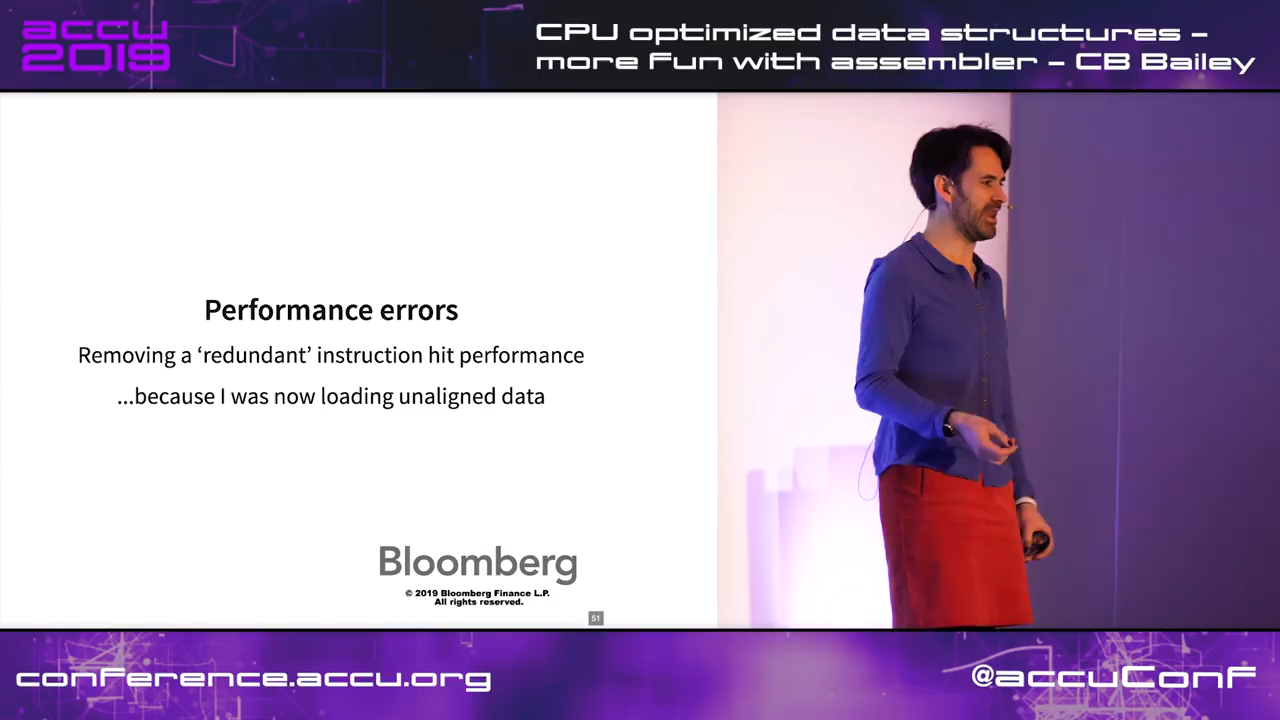 accu
2019
CPU optimized data structures –
more fun with assembler – CB Bailey
Performance errors
Removing a ‘redundant’ instruction hit performance
...because I was now loading unaligned data
Bloomberg
© 2019 Bloomberg Finance L.P.
All rights reserved.
51
conference.accu.org
@accuConf